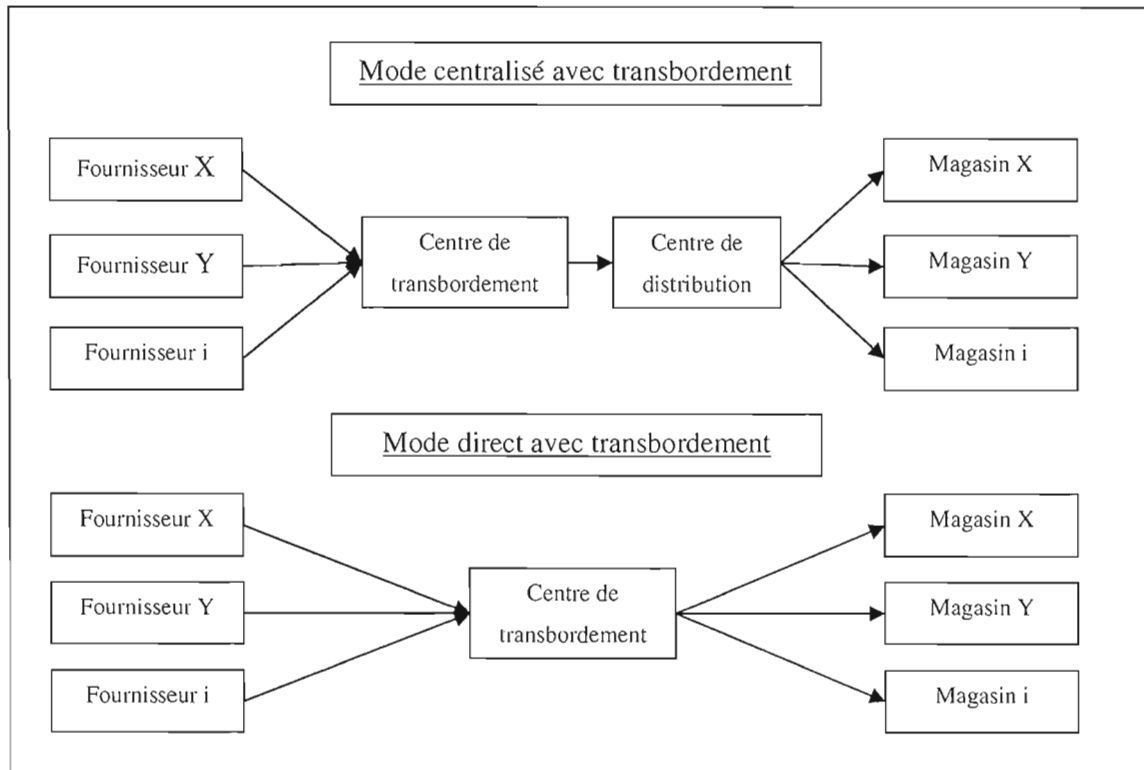 Mode centralisé avec transbordement
Fournisseur X
Fournisseur Y
Fournisseur i
Centre de
transbordement
Centre de
distribution
Magasin X
Magasin Y
Magasin i
Mode direct avec transbordement
Fournisseur X
Fournisseur Y
Fournisseur i
Centre de
transbordement
Magasin X
Magasin Y
Magasin i